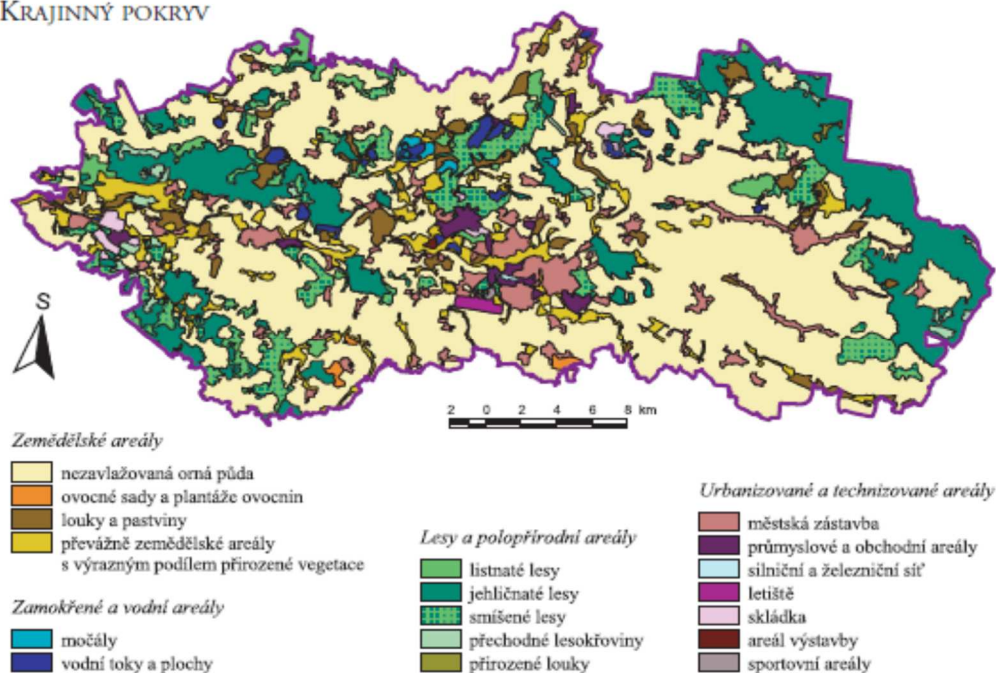 KRAJINNÝ POKRYV
S
2 0 2 4 6 8 km
Zemědělské areály
nezavlažovaná orná půda
ovocné sady a plantáže ovocnin
louky a pastviny
převážně zemědělské areály
s výrazným podílem přirozené vegetace
Zamokřené a vodní areály
močály
vodní toky a plochy
Lesy a polopřírodní areály
listnaté lesy
jehličnaté lesy
smíšené lesy
přechodné lesokřoviny
přirozené louky
Urbanizované a technizované areály
městská zástavba
průmyslové a obchodní areály
silniční a železniční síť
letiště
skládka
areál výstavby
sportovní areály